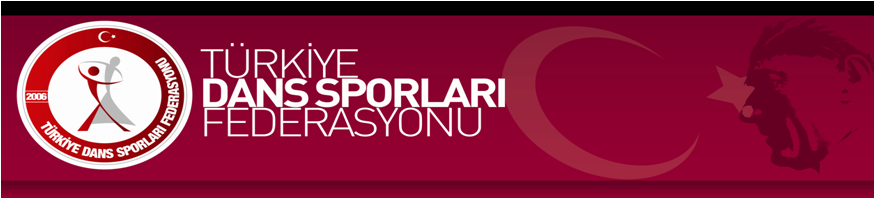 2006
TÜRKİYE DANS SPORLARI FEDERASYONU
TÜRKİYE
DANS SPORLARI
FEDERASYONU